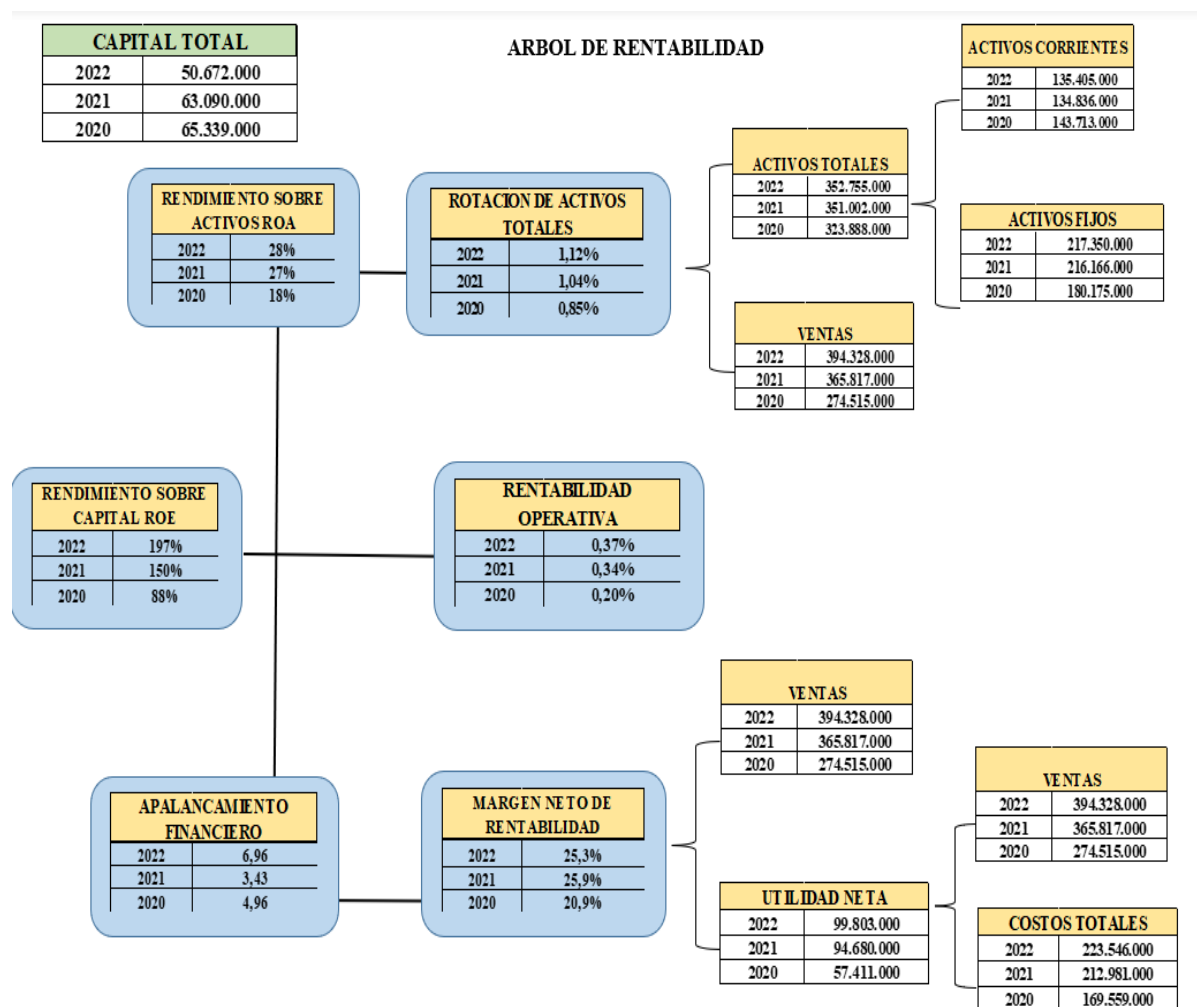 CAPITAL TOTAL
2022 50.672.000
2021 63.090.000
2020 65.339.000
ARBOL DE RENTABILIDAD
ACTIVOS CORRIENTES
2022 135.405.000
2021 134.836.000
2020 143.713.000
RENDIMIENTO SOBRE
ACTIVOS ROA
2022 28%
2021 27%
2020 18%
ROTACION DE ACTIVOS
TOTALES
2022 1,12%
2021 1,04%
2020 0,85%
ACTIVOS TOTALES
2022 352.755.000
2021 351.002.000
2020 323.888.000
ACTIVOS FIJOS
2022 217.350.000
2021 216.166.000
2020 180.175.000
VENTAS
2022 394.328.000
2021 365.817.000
2020 274.515.000
RENDIMIENTO SOBRE
CAPITAL ROE
2022 197%
2021 150%
2020 88%
RENTABILIDAD
OPERATIVA
2022 0,37%
2021 0,34%
2020 0,20%
VENTAS
2022 394.328.000
2021 365.817.000
2020 274.515.000
APALANCAMIENTO
FINANCIERO
2022 6,96
2021 3,43
2020 4,96
MARGEN NETO DE
RENTABILIDAD
2022 25,3%
2021 25,9%
2020 20,9%
VENTAS
2022 394.328.000
2021 365.817.000
2020 274.515.000
UTILIDAD NETA
2022 99.803.000
2021 94.680.000
2020 57.411.000
COSTOS TOTALES
2022 223.546.000
2021 212.981.000
2020 169.559.000